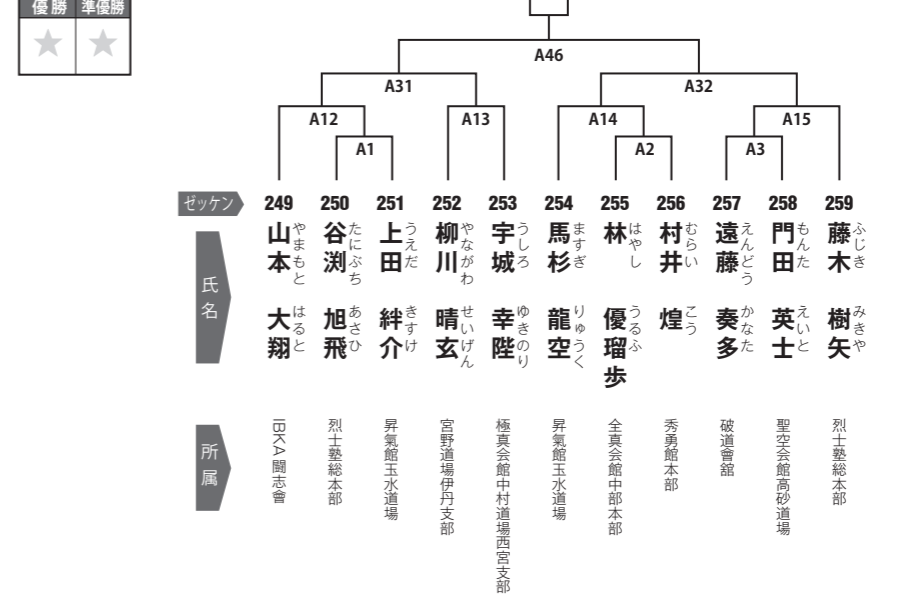 優勝 準優勝
A46
A31 A32
A12 A13 A14 A15
A1 A2 A3
ゼッケン 249 250 251 252 253 254 255 256 257 258 259
氏名
山本 大翔 やまもと はると
谷渕 旭飛 たにぶち あさひ
上田 絆介 うえだ きすけ
柳川 晴玄 やながわ せいげん
宇城 幸陛 うしろ ゆきのり
馬杉 龍空 ますぎ りゅうく
林 優瑠歩 はやし うるふ
村井 煌 むらい こう
遠藤 奏多 えんどう かなた
門田 英士 もんた えいと
藤木 樹矢 ふじき みきや
所属
IBKA 闘志會
烈士塾総本部
昇氣館玉水道場
宮野道場伊丹支部
極真会館中村道場西宮支部
昇氣館玉水道場
全真会館中部本部
秀勇館本部
破道會舘
聖空会館高砂道場
烈士塾総本部